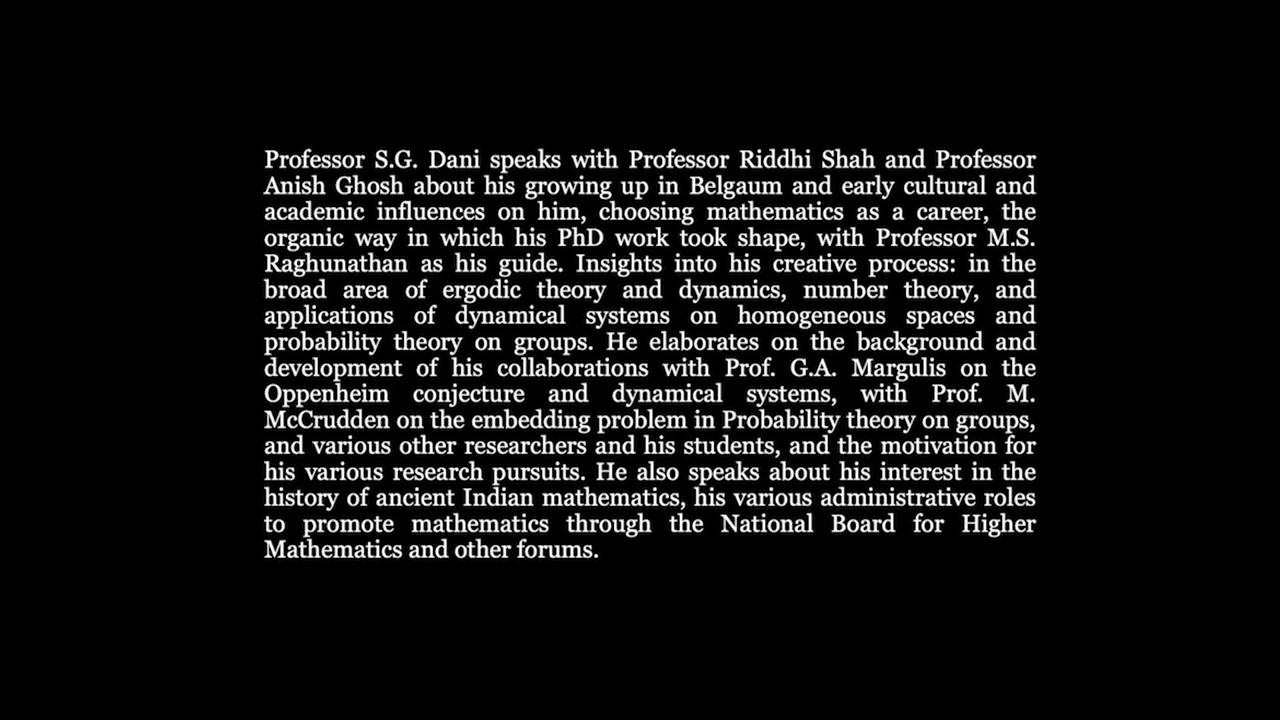 Professor S.G. Dani speaks with Professor Riddhi Shah and Professor
Anish Ghosh about his growing up in Belgaum and early cultural and
academic influences on him, choosing mathematics as a career, the
organic way in which his PhD work took shape, with Professor M.S.
Raghunathan as his guide. Insights into his creative process: in the
broad area of ergodic theory and dynamics, number theory, and
applications of dynamical systems on homogeneous spaces and
probability theory on groups. He elaborates on the background and
development of his collaborations with Prof. G.A. Margulis on the
Oppenheim conjecture and dynamical systems, with Prof. M.
McCrudden on the embedding problem in Probability theory on groups,
and various other researchers and his students, and the motivation for
his various research pursuits. He also speaks about his interest in the
history of ancient Indian mathematics, his various administrative roles
to promote mathematics through the National Board for Higher
Mathematics and other forums.